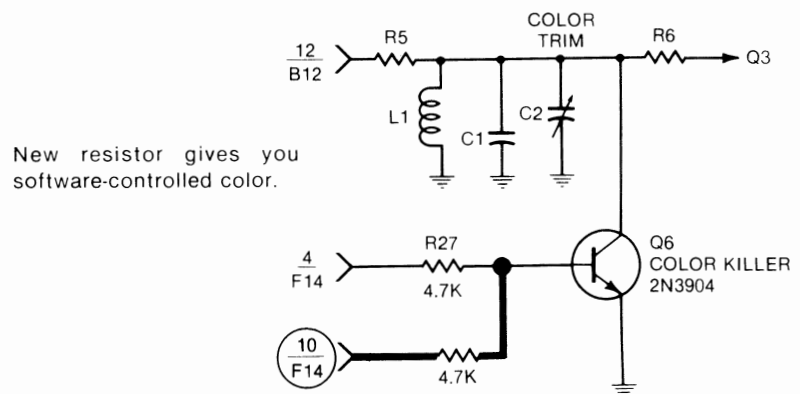 COLOR
TRIM
12
B12
R5
R6
Q3
L1
C1
C2
New resistor gives you
software-controlled color.
4
F14
R27
4.7K
Q6
COLOR KILLER
2N3904
10
F14
4.7K